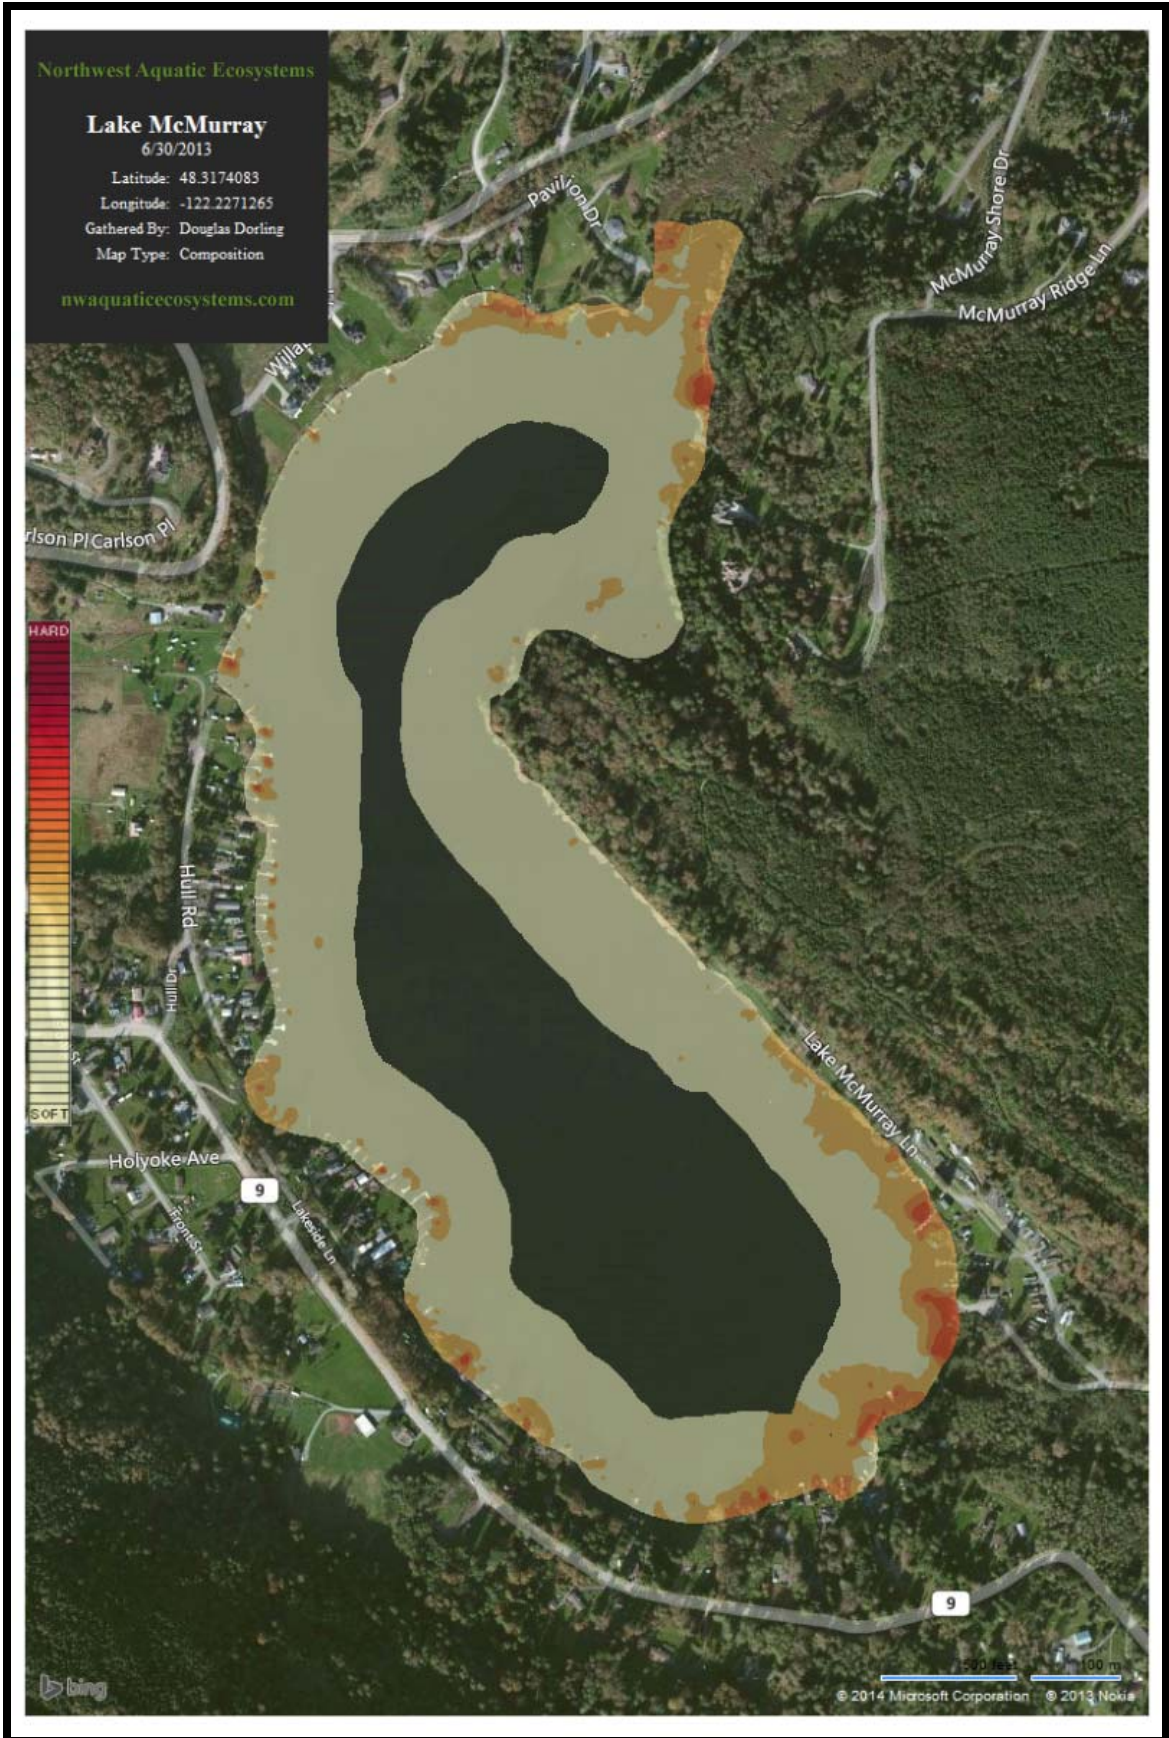 Northwest Aquatic Ecosystems
Lake McMurray
6/30/2013
Latitude: 48.3174083
Longitude: -122.2271265
Gathered By: Douglas Dorling
Map Type: Composition
nwaquaticecosystems.com
Pavilion Dr
McMurray Shore Dr
McMurray Ridge Ln
rlson Pl
Carlson Pl
HARD
Hull Rd
Hull Dr
St
SOFT
Lake McMurray Ln
Holyoke Ave
9
Front St
Lakeside Ln
9
500 feet
100 m
bing
© 2014 Microsoft Corporation © 2013 Nokia